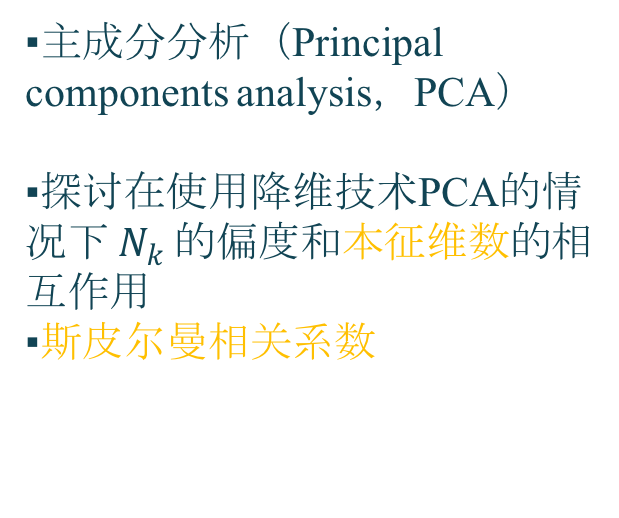 ▪主成分分析（Principal
components analysis，PCA）
▪探讨在使用降维技术PCA的情
况下 Nk 的偏度和本征维数的相
互作用
▪斯皮尔曼相关系数